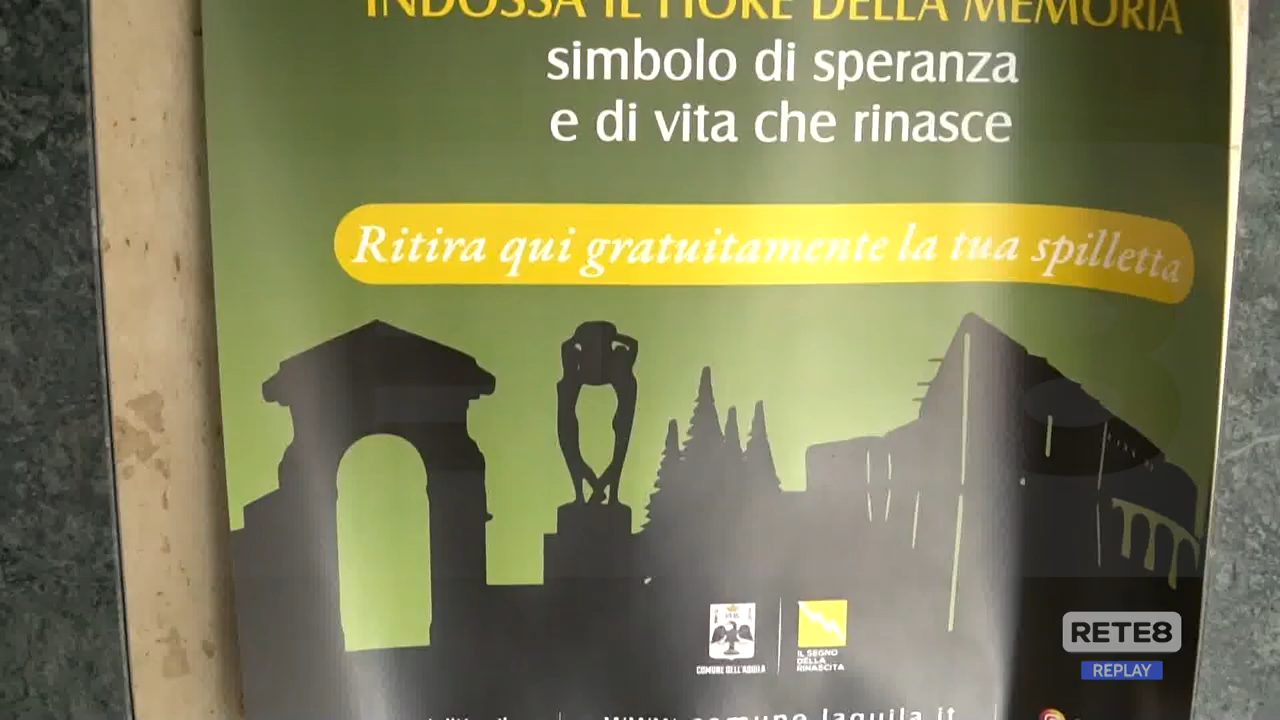 INDOSSA IL FIORE DELLA MEMORIA
simbolo di speranza
e di vita che rinasce
Ritira qui gratuitamente la tua spilletta
COMUNE DELL'AQUILA
IL SEGNO
DELLA
RINASCITA
RETE8
REPLAY
www.comune.laquila.it